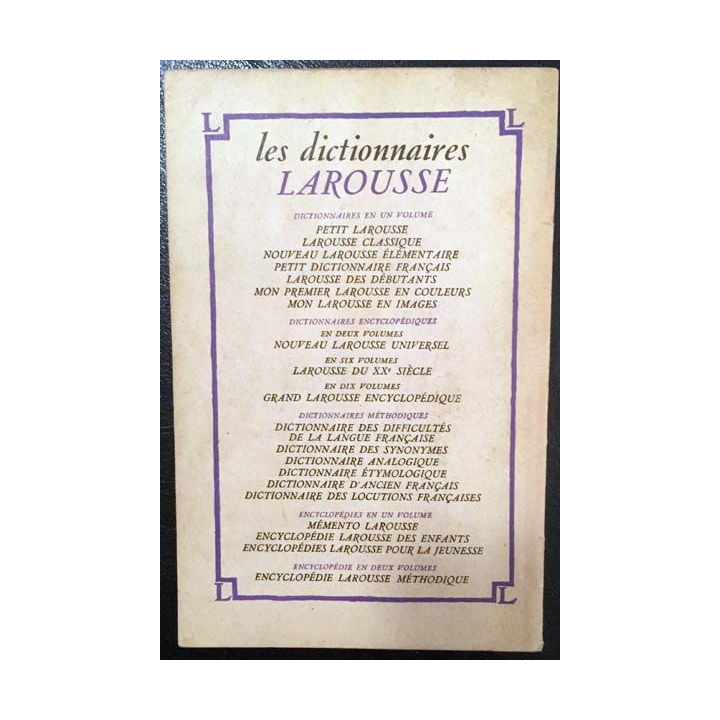 L L
les dictionnaires
LAROUSSE
DICTIONNAIRES EN UN VOLUME
PETIT LAROUSSE
LAROUSSE CLASSIQUE
NOUVEAU LAROUSSE ÉLÉMENTAIRE
PETIT DICTIONNAIRE FRANÇAIS
LAROUSSE DES DÉBUTANTS
MON PREMIER LAROUSSE EN COULEURS
MON LAROUSSE EN IMAGES
DICTIONNAIRES ENCYCLOPÉDIQUES
EN DEUX VOLUMES
NOUVEAU LAROUSSE UNIVERSEL
EN SIX VOLUMES
LAROUSSE DU XXe SIÈCLE
EN DIX VOLUMES
GRAND LAROUSSE ENCYCLOPÉDIQUE
DICTIONNAIRES MÉTHODIQUES
DICTIONNAIRE DES DIFFICULTÉS
DE LA LANGUE FRANÇAISE
DICTIONNAIRE DES SYNONYMES
DICTIONNAIRE ANALOGIQUE
DICTIONNAIRE ÉTYMOLOGIQUE
DICTIONNAIRE D'ANCIEN FRANÇAIS
DICTIONNAIRE DES LOCUTIONS FRANÇAISES
ENCYCLOPÉDIES EN UN VOLUME
MÉMENTO LAROUSSE
ENCYCLOPÉDIE LAROUSSE DES ENFANTS
ENCYCLOPÉDIES LAROUSSE POUR LA JEUNESSE
ENCYCLOPÉDIE EN DEUX VOLUMES
ENCYCLOPÉDIE LAROUSSE MÉTHODIQUE
L L